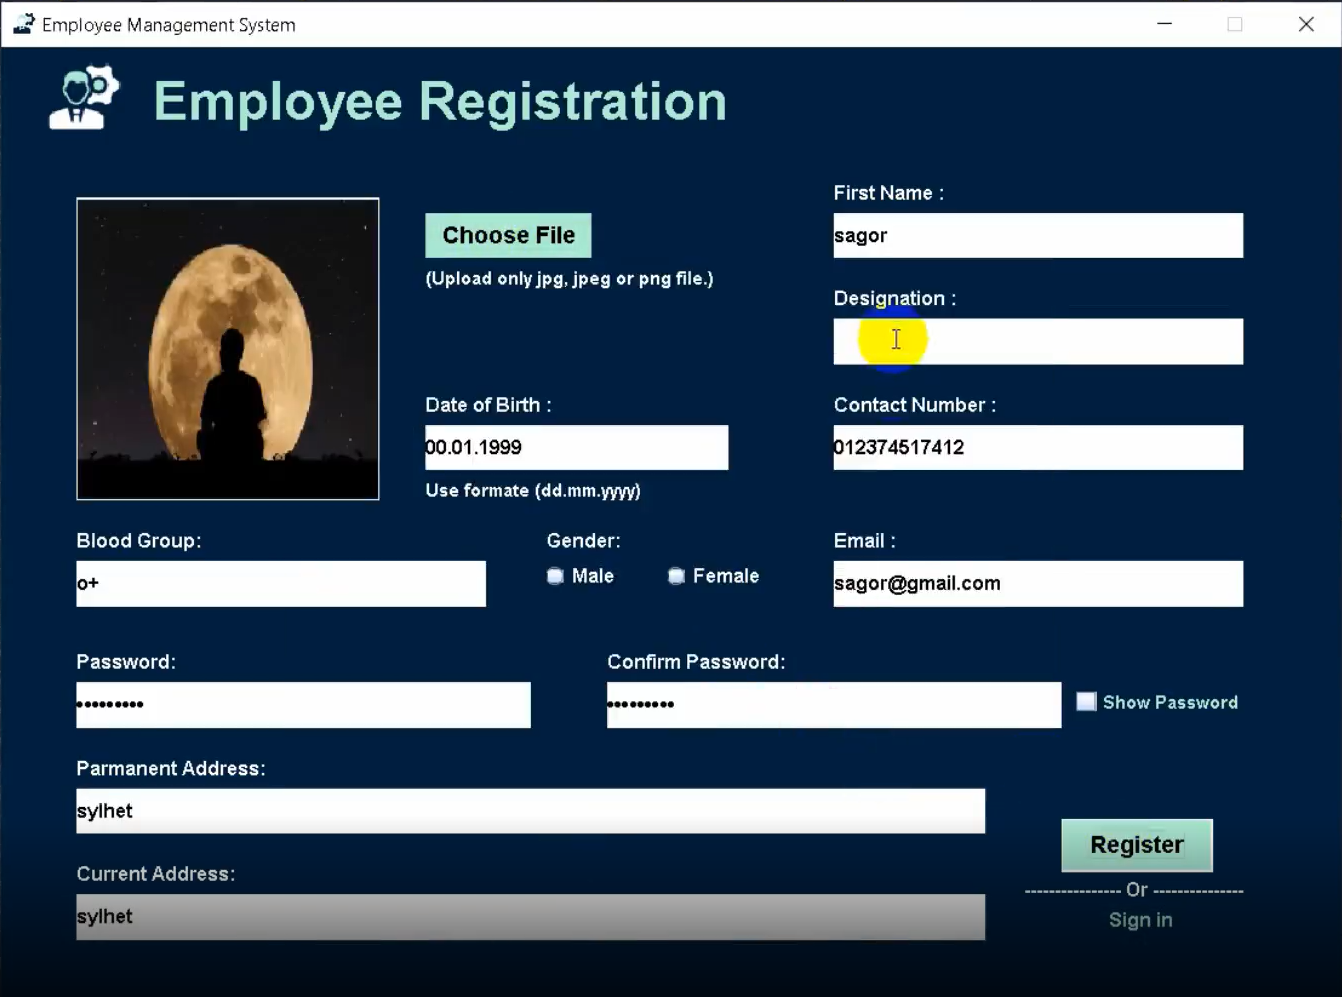 Employee Management System
Employee Registration
First Name :
Choose File
sagor
(Upload only jpg, jpeg or png file.)
Designation :
Date of Birth :
Contact Number :
00.01.1999
012374517412
Use formate (dd.mm.yyyy)
Blood Group:
Gender:
Email :
Male
Female
o+
sagor@gmail.com
Password:
Confirm Password:
•••••••••
•••••••••
Show Password
Parmanent Address:
sylhet
Register
Current Address:
---------------- Or ---------------
sylhet
Sign in